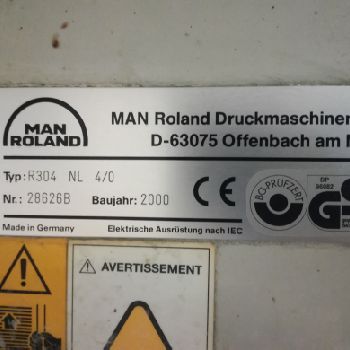 MAN
ROLAND
MAN Roland Druckmaschinen
D-63075 Offenbach am
Typ: R304 NL 4/0
Nr.: 28626B Baujahr: 2000
CE
BG-PRÜFZERT
GS
Made in Germany
Elektrische Ausrüstung nach IEC
AVERTISSEMENT